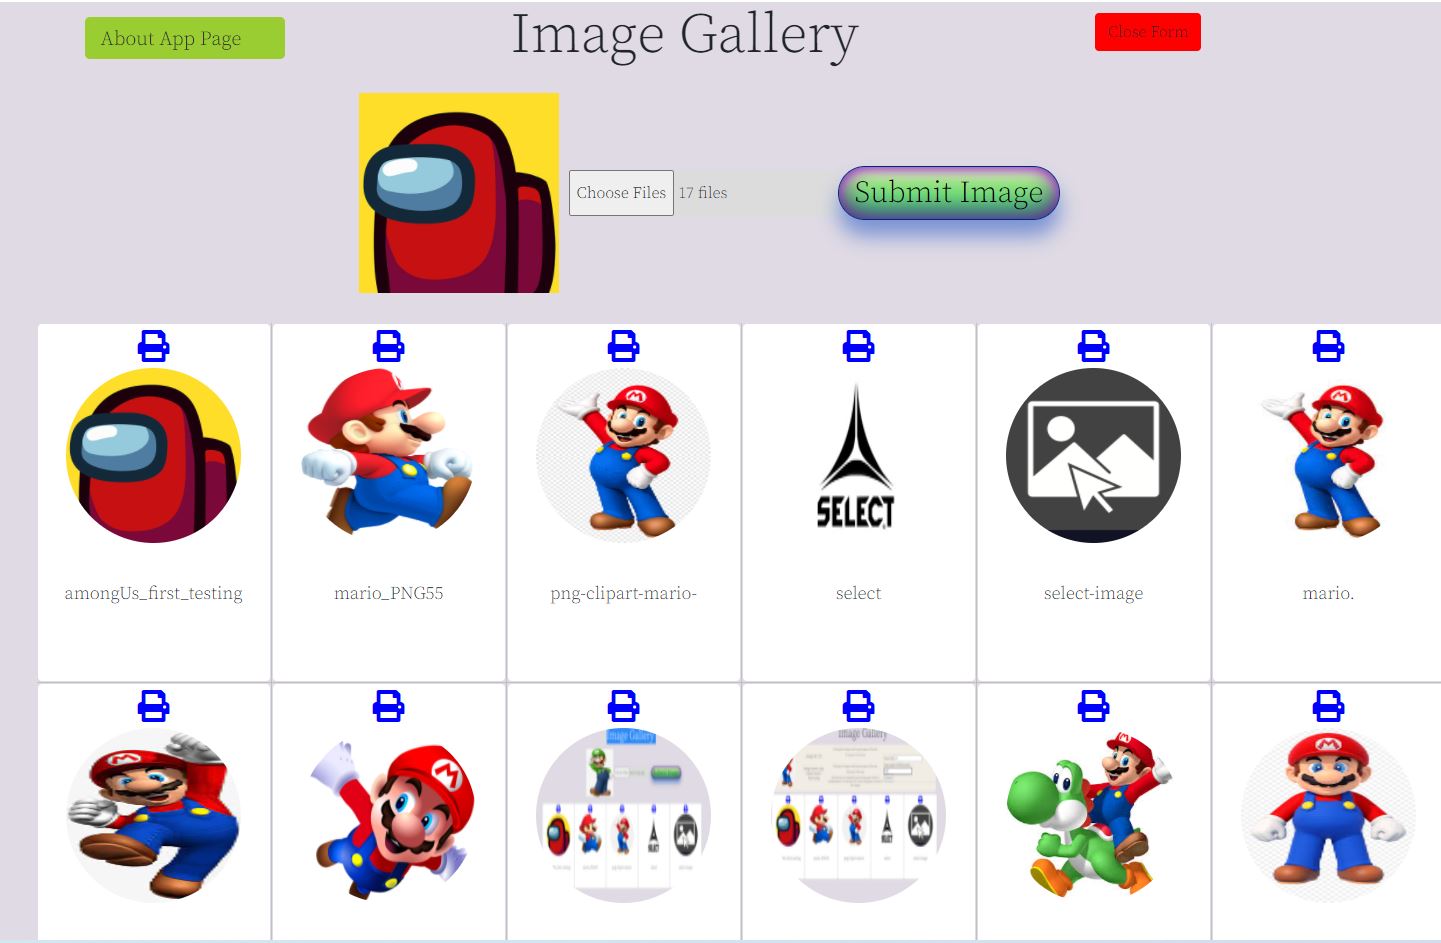 About App Page
Image Gallery
Close Form
Choose Files 17 files
Submit Image
SELECT
amongUs_first_testing
mario_PNG55
png-clipart-mario-
select
select-image
mario.
Image Gallery
Image Gallery